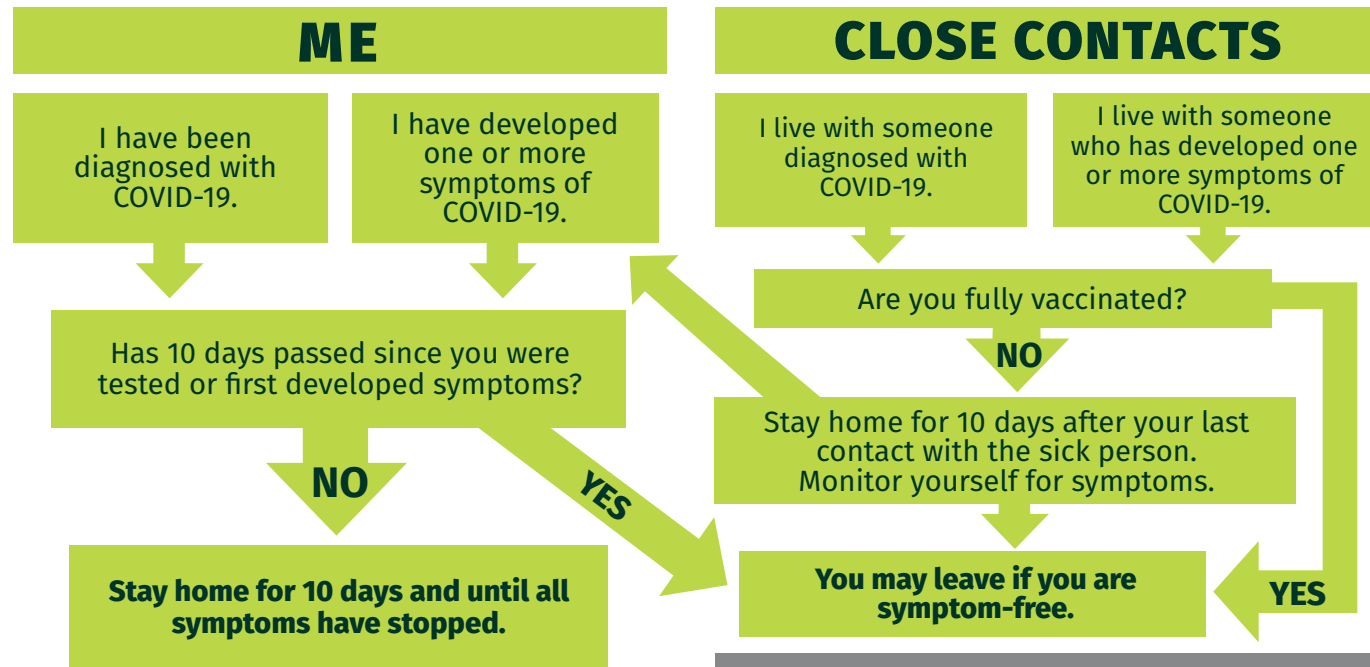 ME
I have been
diagnosed with
COVID-19.
I have developed
one or more
symptoms of
COVID-19.
Has 10 days passed since you were
tested or first developed symptoms?
NO
YES
Stay home for 10 days and until all
symptoms have stopped.
CLOSE CONTACTS
I live with someone
diagnosed with
COVID-19.
I live with someone
who has developed one
or more symptoms of
COVID-19.
Are you fully vaccinated?
NO
Stay home for 10 days after your last
contact with the sick person.
Monitor yourself for symptoms.
YES
You may leave if you are
symptom-free.